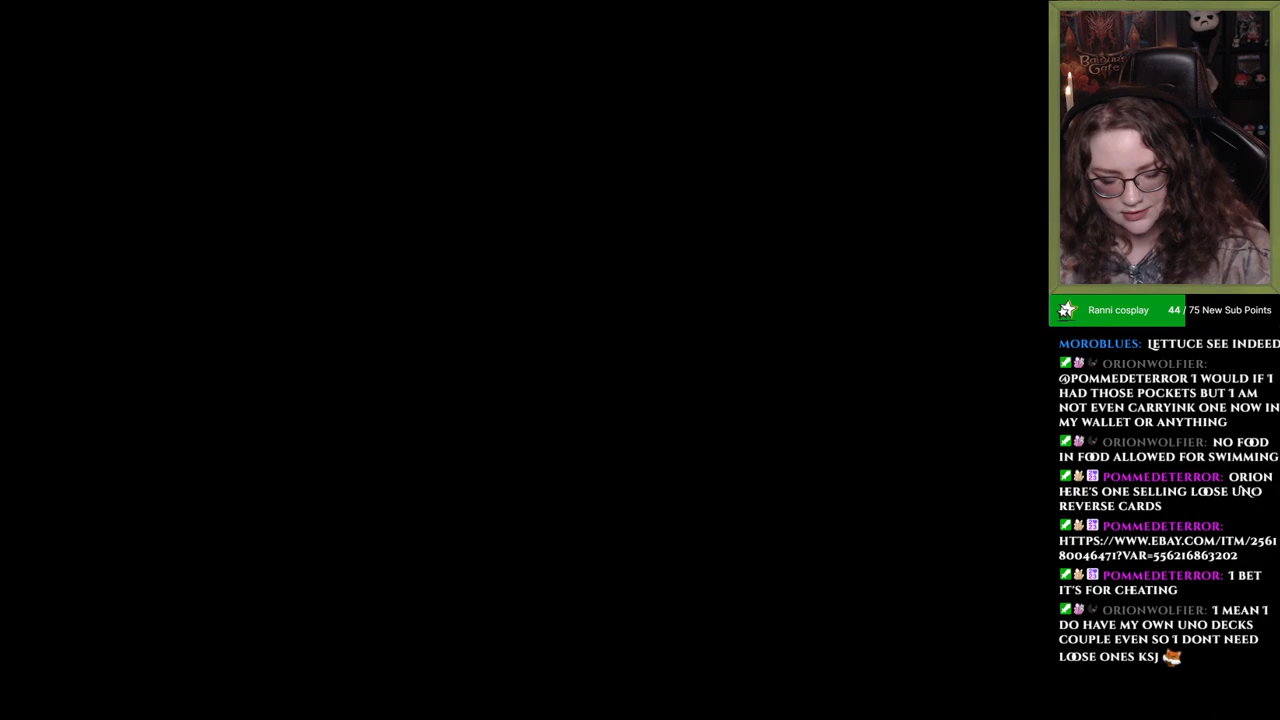 Baldur's
Gate
Ranni cosplay 44 / 75 New Sub Points
MOROBLUES: LETTUCE SEE INDEED
ORIONWOLFIER:
@POMMEDETERROR I WOULD IF I
HAD THOSE POCKETS BUT I AM
NOT EVEN CARRYINK ONE NOW IN
MY WALLET OR ANYTHING
ORIONWOLFIER: NO FOOD
IN FOOD ALLOWED FOR SWIMMING
POMMEDETERROR: ORION
HERE'S ONE SELLING LOOSE UNO
REVERSE CARDS
POMMEDETERROR:
HTTPS://WWW.EBAY.COM/ITM/2561
80046471?VAR=556216863202
POMMEDETERROR: I BET
IT'S FOR CHEATING
ORIONWOLFIER: I MEAN I
DO HAVE MY OWN UNO DECKS
COUPLE EVEN SO I DONT NEED
LOOSE ONES KSJ